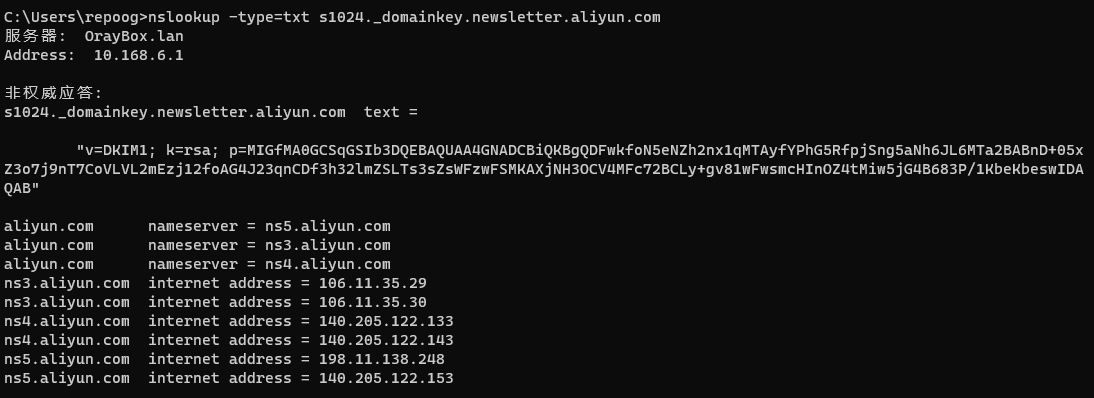 C:\Users\repoog>nslookup -type=txt s1024._domainkey.newsletter.aliyun.com
服务器:  OrayBox.lan
Address:  10.168.6.1

非权威应答:
s1024._domainkey.newsletter.aliyun.com  text =

        "v=DKIM1; k=rsa; p=MIGfMA0GCSqGSIb3DQEBAQUAA4GNADCBiQKBgQDFwkfoN5eNZh2nx1qMTAyfYPhG5RfpjSng5aNh6JL6MTa2BABnD+05x
Z3o7j9nT7CoVLVL2mEzj12foAG4J23qnCDf3h32lmZSLTs3sZsWFzwFSMKAXjNH3OCV4MFc72BCLy+gv81wFwsmcHInOZ4tMiw5jG4B683P/1KbeKbeswIDA
QAB"

aliyun.com      nameserver = ns5.aliyun.com
aliyun.com      nameserver = ns3.aliyun.com
aliyun.com      nameserver = ns4.aliyun.com
ns3.aliyun.com  internet address = 106.11.35.29
ns3.aliyun.com  internet address = 106.11.35.30
ns4.aliyun.com  internet address = 140.205.122.133
ns4.aliyun.com  internet address = 140.205.122.143
ns5.aliyun.com  internet address = 198.11.138.248
ns5.aliyun.com  internet address = 140.205.122.153